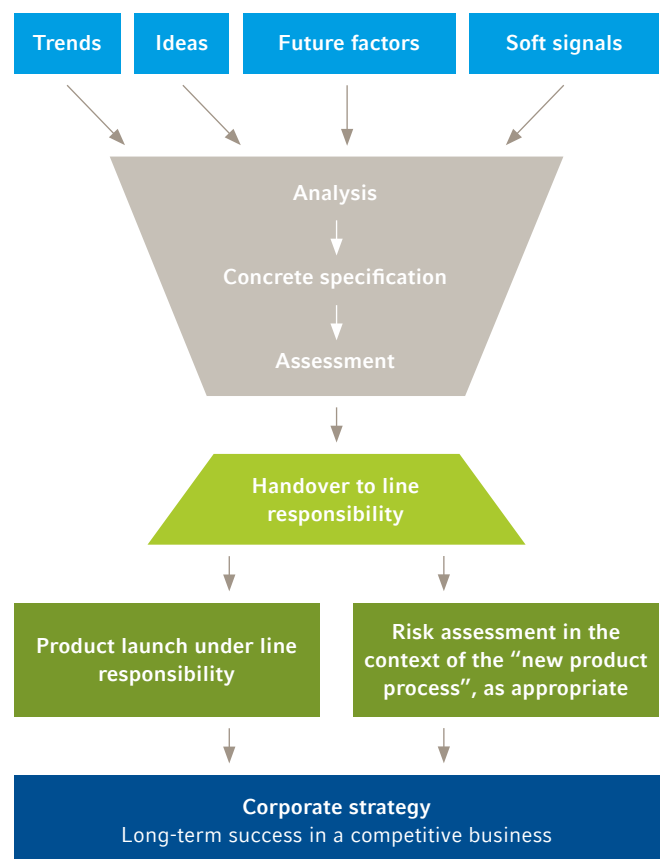 Trends
Ideas
Future factors
Soft signals
Analysis
Concrete specification
Assessment
Handover to line
responsibility
Product launch under line
responsibility
Risk assessment in the
context of the “new product
process”, as appropriate
Corporate strategy
Long-term success in a competitive business